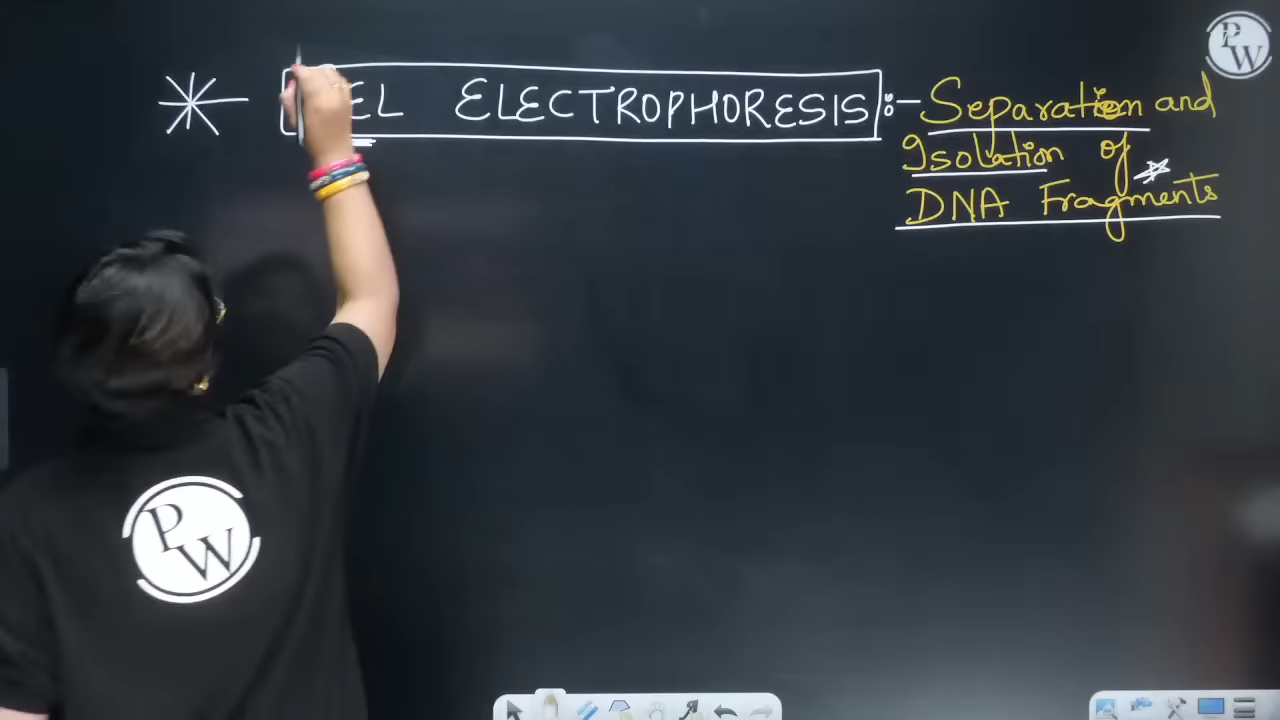 EL ELECTROPHORESIS :- Separation and
Isolation of
DNA Fragments
PW
PW